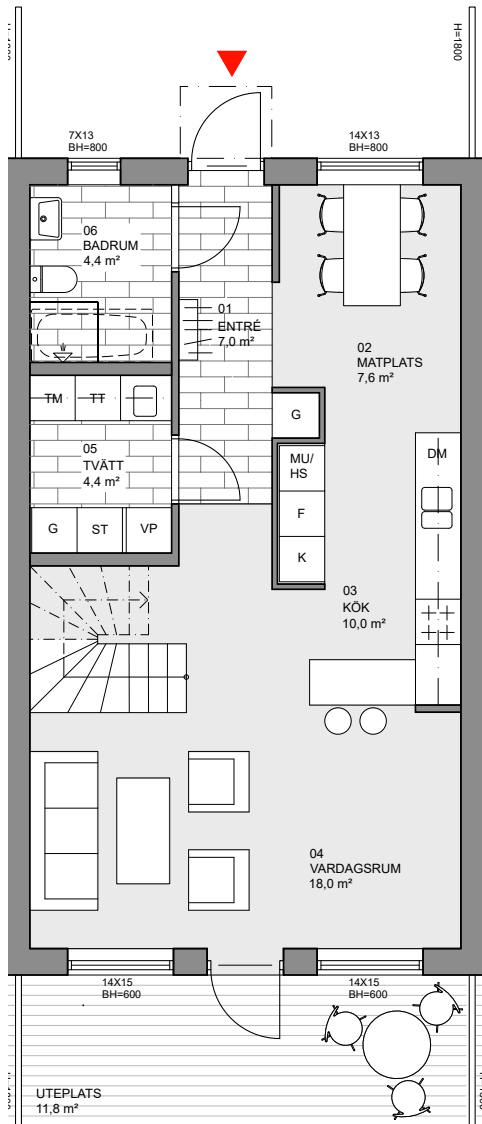 H=1800
7X13
BH=800
14X13
BH=800
06
BADRUM
4,4 m²
01
ENTRÉ
7,0 m²
02
MATPLATS
7,6 m²
TM
TT
G
MU/
HS
DM
05
TVÄTT
4,4 m²
F
G
ST
VP
K
03
KÖK
10,0 m²
04
VARDAGSRUM
18,0 m²
14X15
BH=600
14X15
BH=600
UTEPLATS
11,8 m²